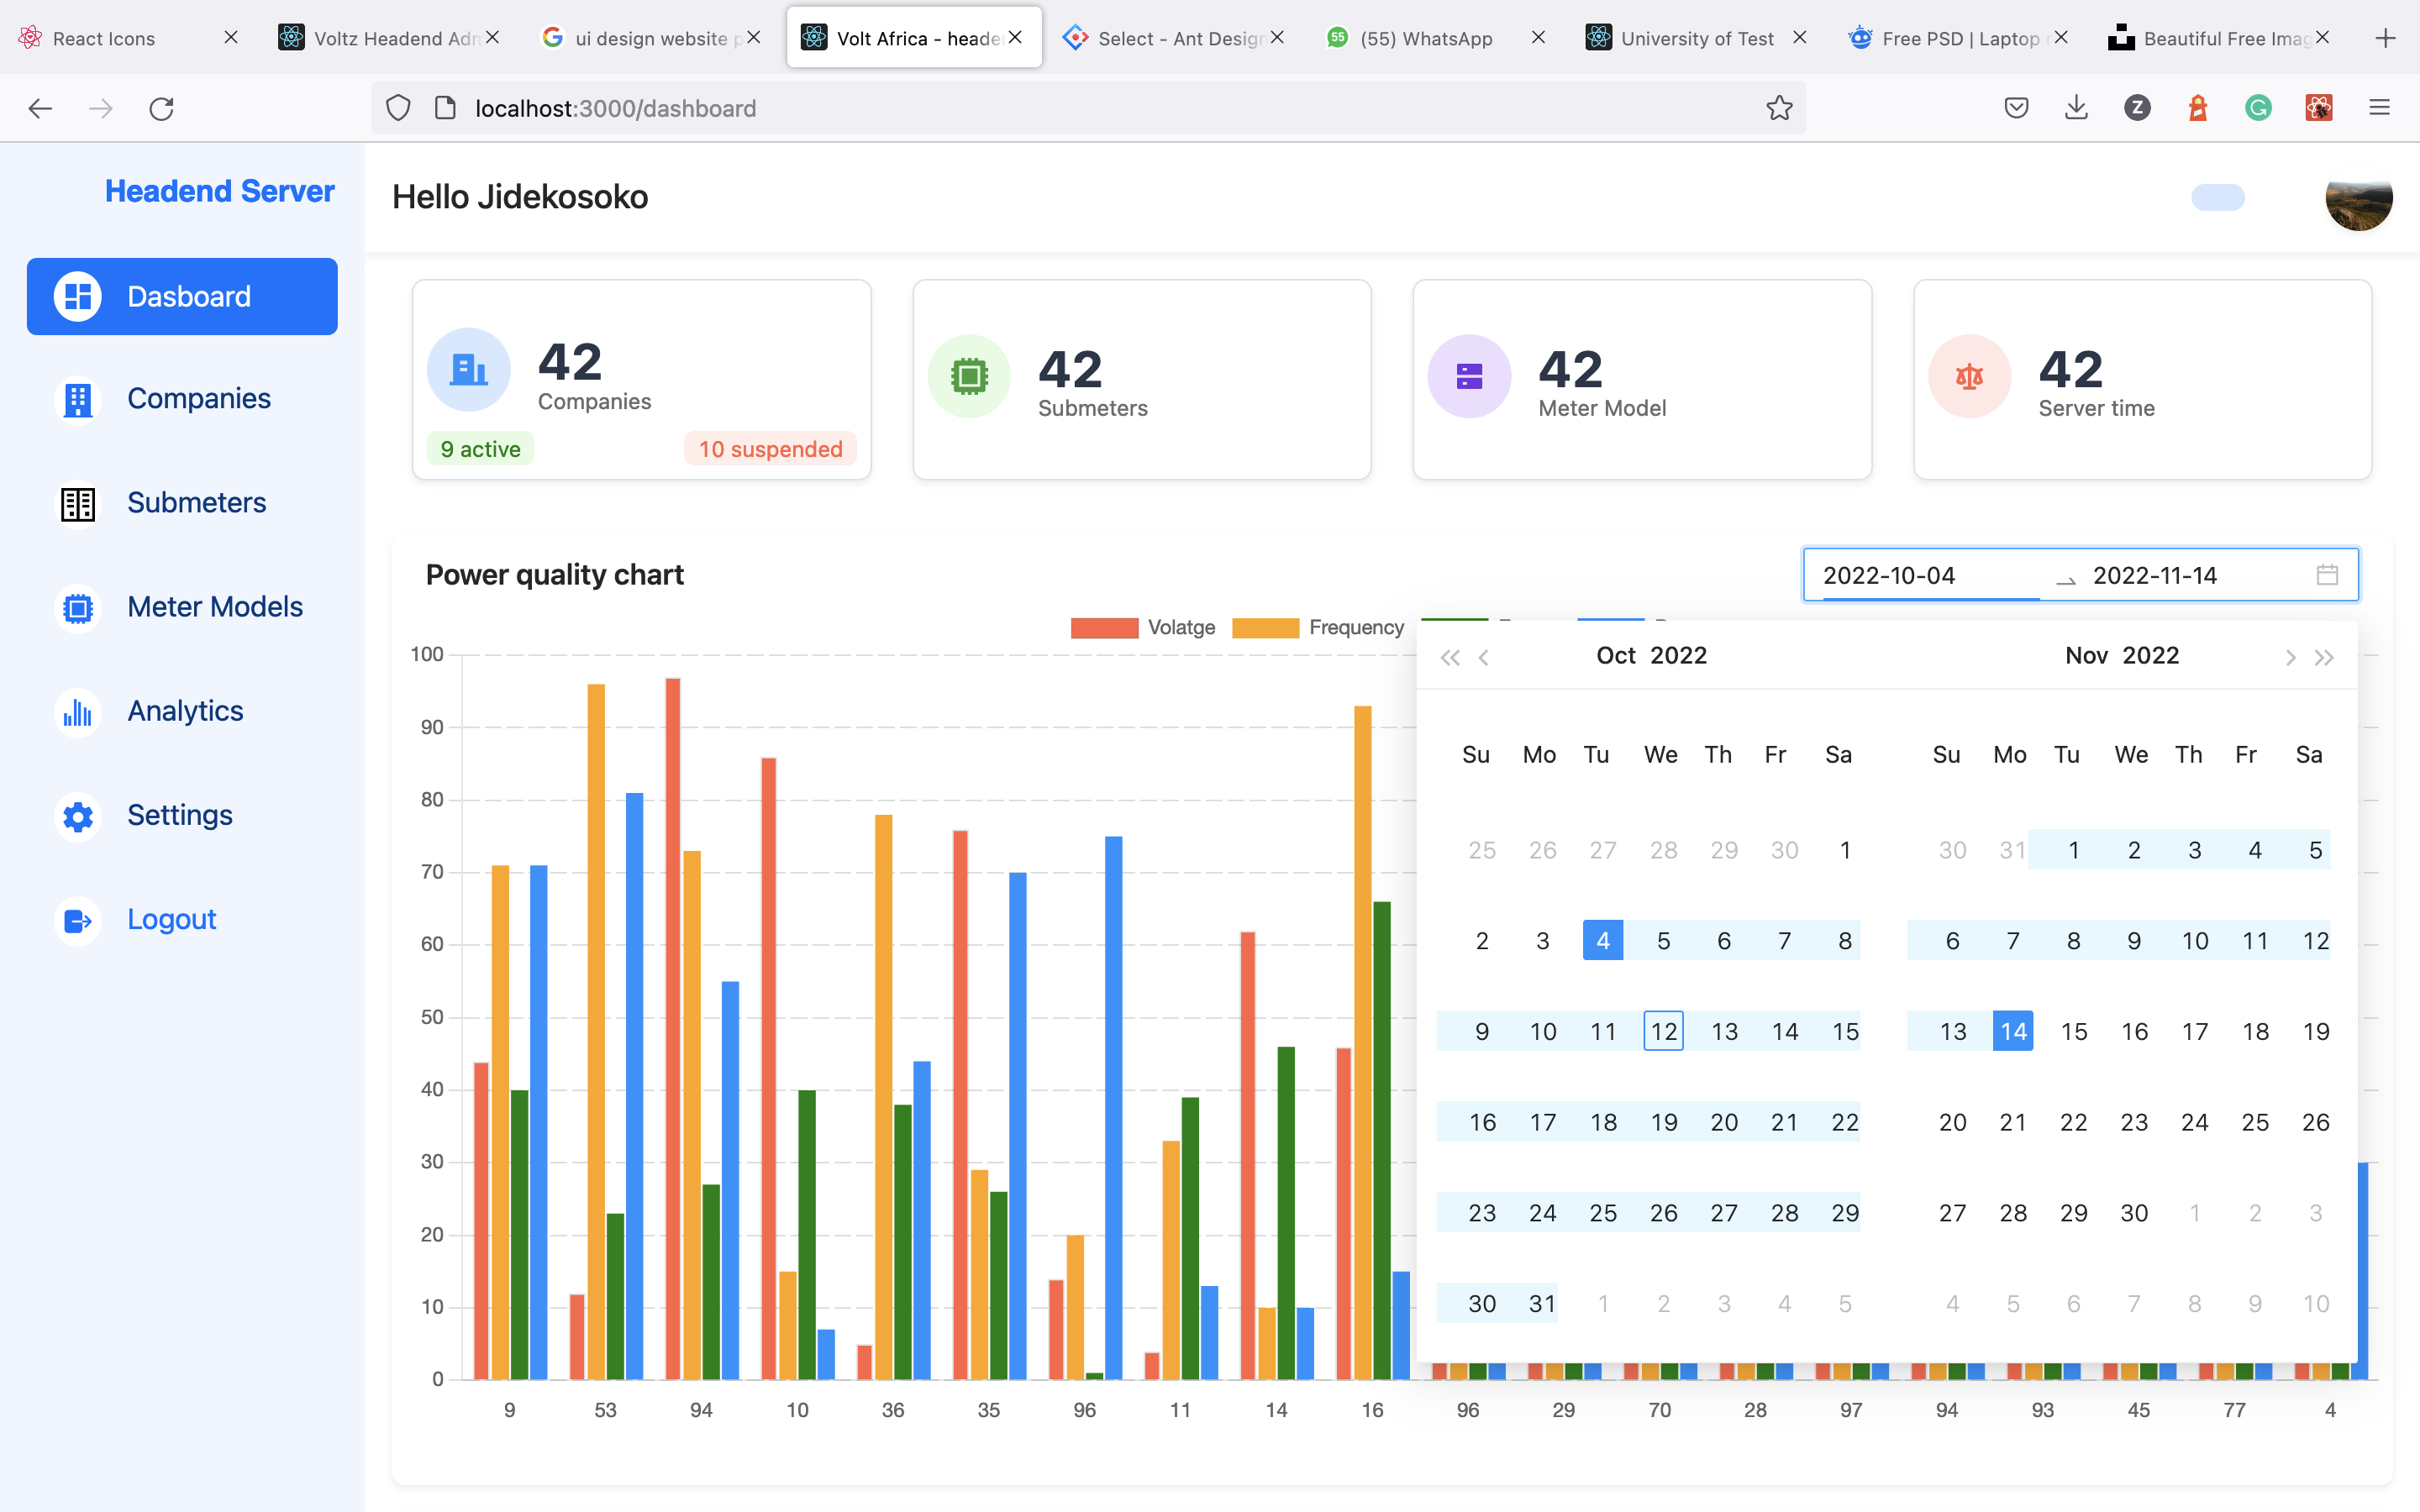 React Icons
Voltz Headend Adm
ui design website p
Volt Africa - heade
Select - Ant Design
55 (55) WhatsApp
University of Test
Free PSD | Laptop
Beautiful Free Imag
localhost:3000/dashboard
Z
G
Headend Server
Hello Jidekosoko
Dasboard
Companies
Submeters
Meter Models
Analytics
Settings
Logout
42
Companies
9 active 10 suspended
42
Submeters
42
Meter Model
42
Server time
Power quality chart
2022-10-04 2022-11-14
Volatge Frequency
100
90
80
70
60
50
40
30
20
10
0
9 53 94 10 36 35 96 11 14 16 96 29 70 28 97 94 93 45 77 4
Oct 2022
Su Mo Tu We Th Fr Sa
25 26 27 28 29 30 1
2 3 4 5 6 7 8
9 10 11 12 13 14 15
16 17 18 19 20 21 22
23 24 25 26 27 28 29
30 31 1 2 3 4 5
Nov 2022
Su Mo Tu We Th Fr Sa
30 31 1 2 3 4 5
6 7 8 9 10 11 12
13 14 15 16 17 18 19
20 21 22 23 24 25 26
27 28 29 30 1 2 3
4 5 6 7 8 9 10